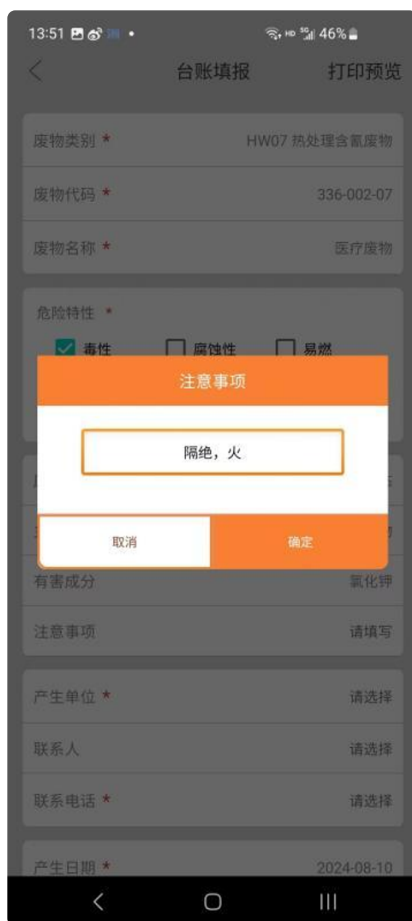 13:51
HD 5G 46%
台账填报 打印预览
废物类别 * HW07 热处理含氰废物
废物代码 * 336-002-07
废物名称 * 医疗废物
危险特性 *
毒性 腐蚀性 易燃
注意事项
隔绝，火
取消 确定
有害成分 氯化钾
注意事项 请填写
产生单位 * 请选择
联系人 请选择
联系电话 * 请选择
产生日期 * 2024-08-10